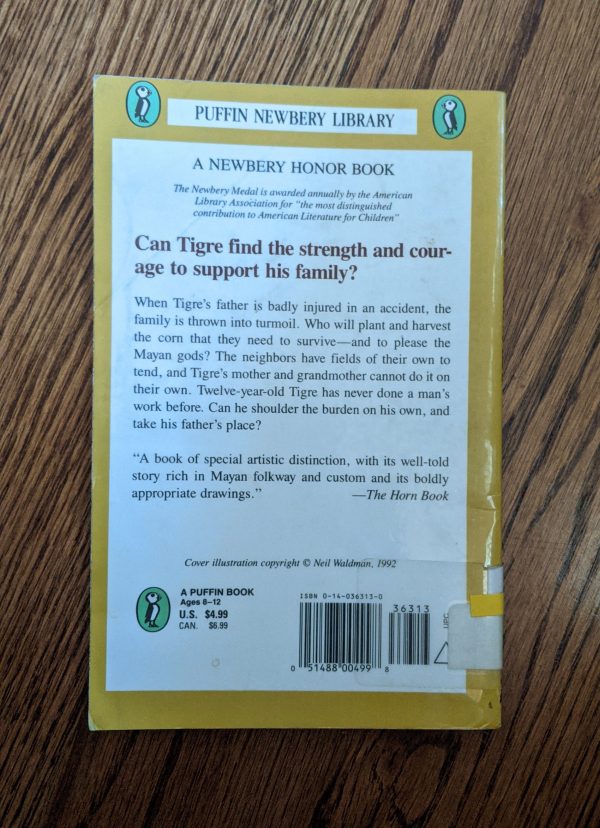 PUFFIN NEWBERY LIBRARY
A NEWBERY HONOR BOOK
The Newbery Medal is awarded annually by the American
Library Association for "the most distinguished
contribution to American Literature for Children"
Can Tigre find the strength and cour-
age to support his family?
When Tigre's father is badly injured in an accident, the
family is thrown into turmoil. Who will plant and harvest
the corn that they need to survive—and to please the
Mayan gods? The neighbors have fields of their own to
tend, and Tigre's mother and grandmother cannot do it on
their own. Twelve-year-old Tigre has never done a man's
work before. Can he shoulder the burden on his own, and
take his father's place?
"A book of special artistic distinction, with its well-told
story rich in Mayan folkway and custom and its boldly
appropriate drawings." —The Horn Book
Cover illustration copyright © Neil Waldman, 1992
A PUFFIN BOOK
Ages 8-12
U.S. $4.99
CAN. $6.99
ISBN 0-14-036313-0
36313
0 51488 00499 8
UPC